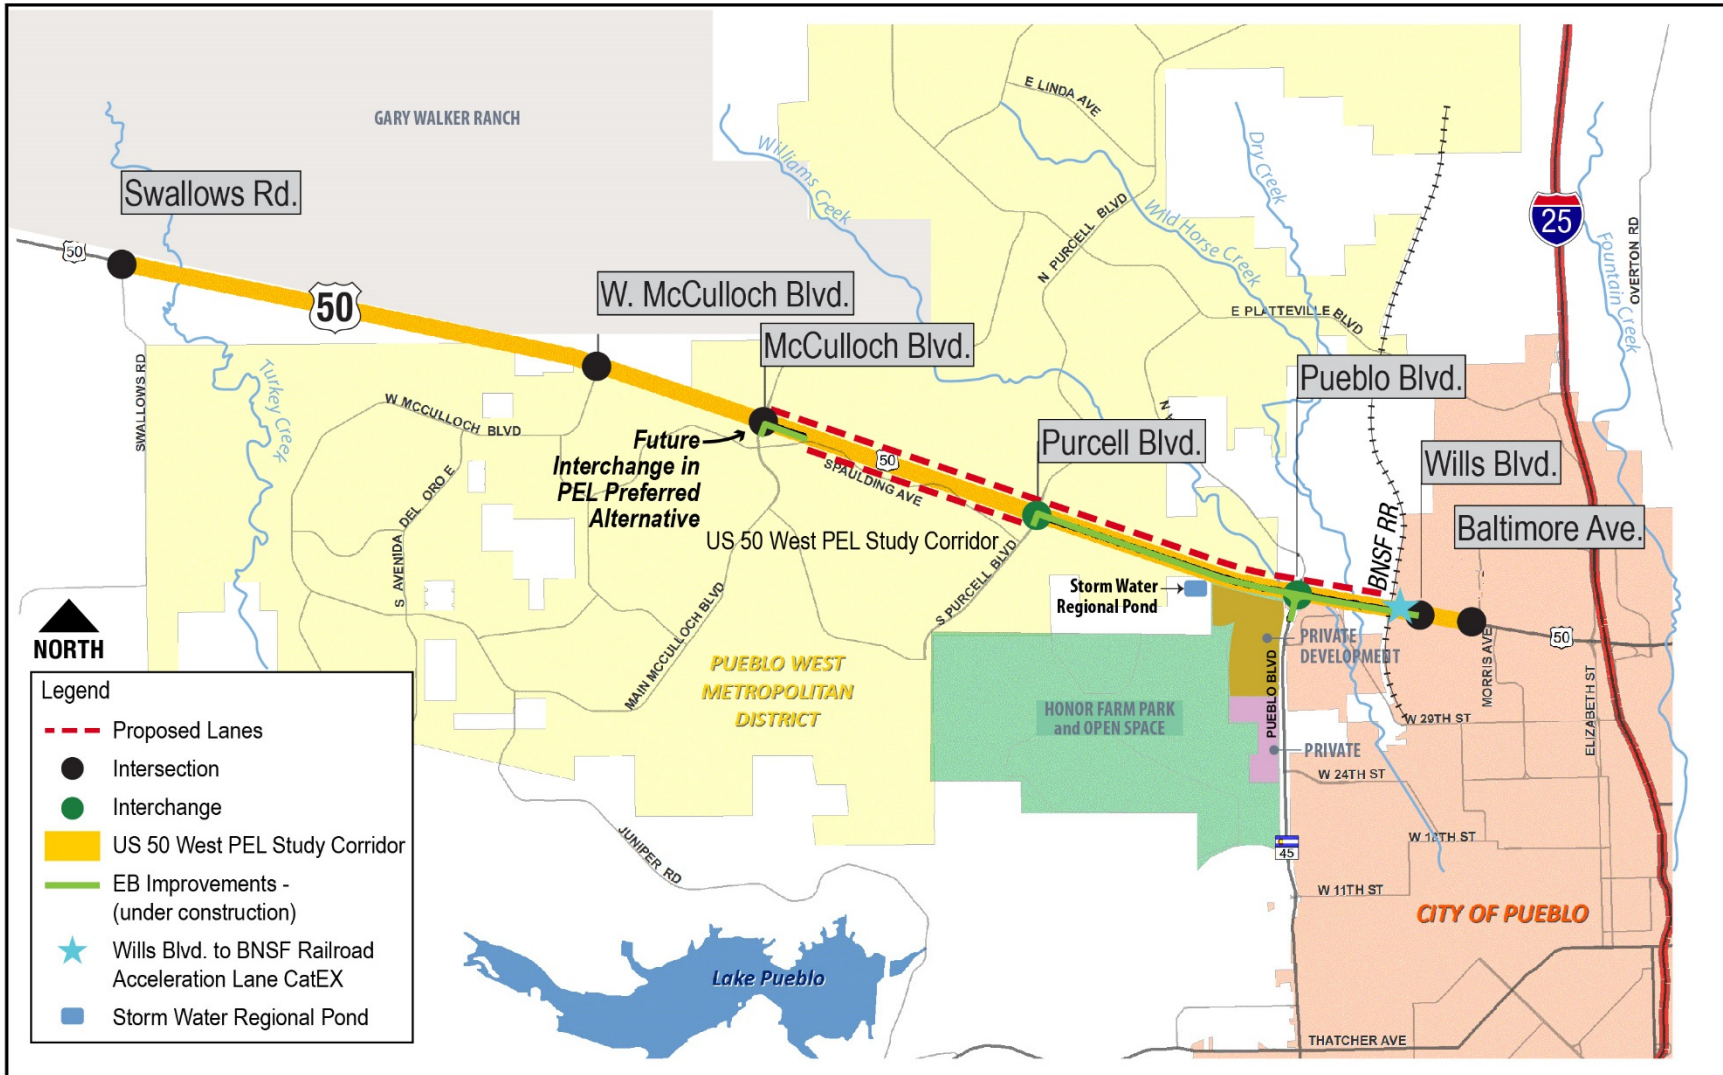 GARY WALKER RANCH
E LINDA AVE
Williams Creek
Dry Creek
Swallows Rd.
N PURCELL BLVD
Wild Horse Creek
25
Fountain Creek
OVERTON RD
50
50
W. McCulloch Blvd.
E PLATTEVILLE BLVD
McCulloch Blvd.
Pueblo Blvd.
SWALLOWS RD
Turkey Creek
W MCCULLOCH BLVD
Future
Interchange in
PEL Preferred
Alternative
50
SPAULDING AVE
Purcell Blvd.
Wills Blvd.
S AVENIDA DEL ORO E
US 50 West PEL Study Corridor
BNSF RR
Baltimore Ave.
Storm Water
Regional Pond
S PURCELL BLVD
MAIN MCCULLOCH BLVD
NORTH
PUEBLO WEST
METROPOLITAN
DISTRICT
PRIVATE
DEVELOPMENT
PUEBLO BLVD
50
MORRIS AVE
ELIZABETH ST
HONOR FARM PARK
and OPEN SPACE
W 29TH ST
PRIVATE
W 24TH ST
45
W 18TH ST
W 11TH ST
CITY OF PUEBLO
JUNIPER RD
Lake Pueblo
THATCHER AVE
Legend
Proposed Lanes
Intersection
Interchange
US 50 West PEL Study Corridor
EB Improvements -
(under construction)
Wills Blvd. to BNSF Railroad
Acceleration Lane CatEX
Storm Water Regional Pond